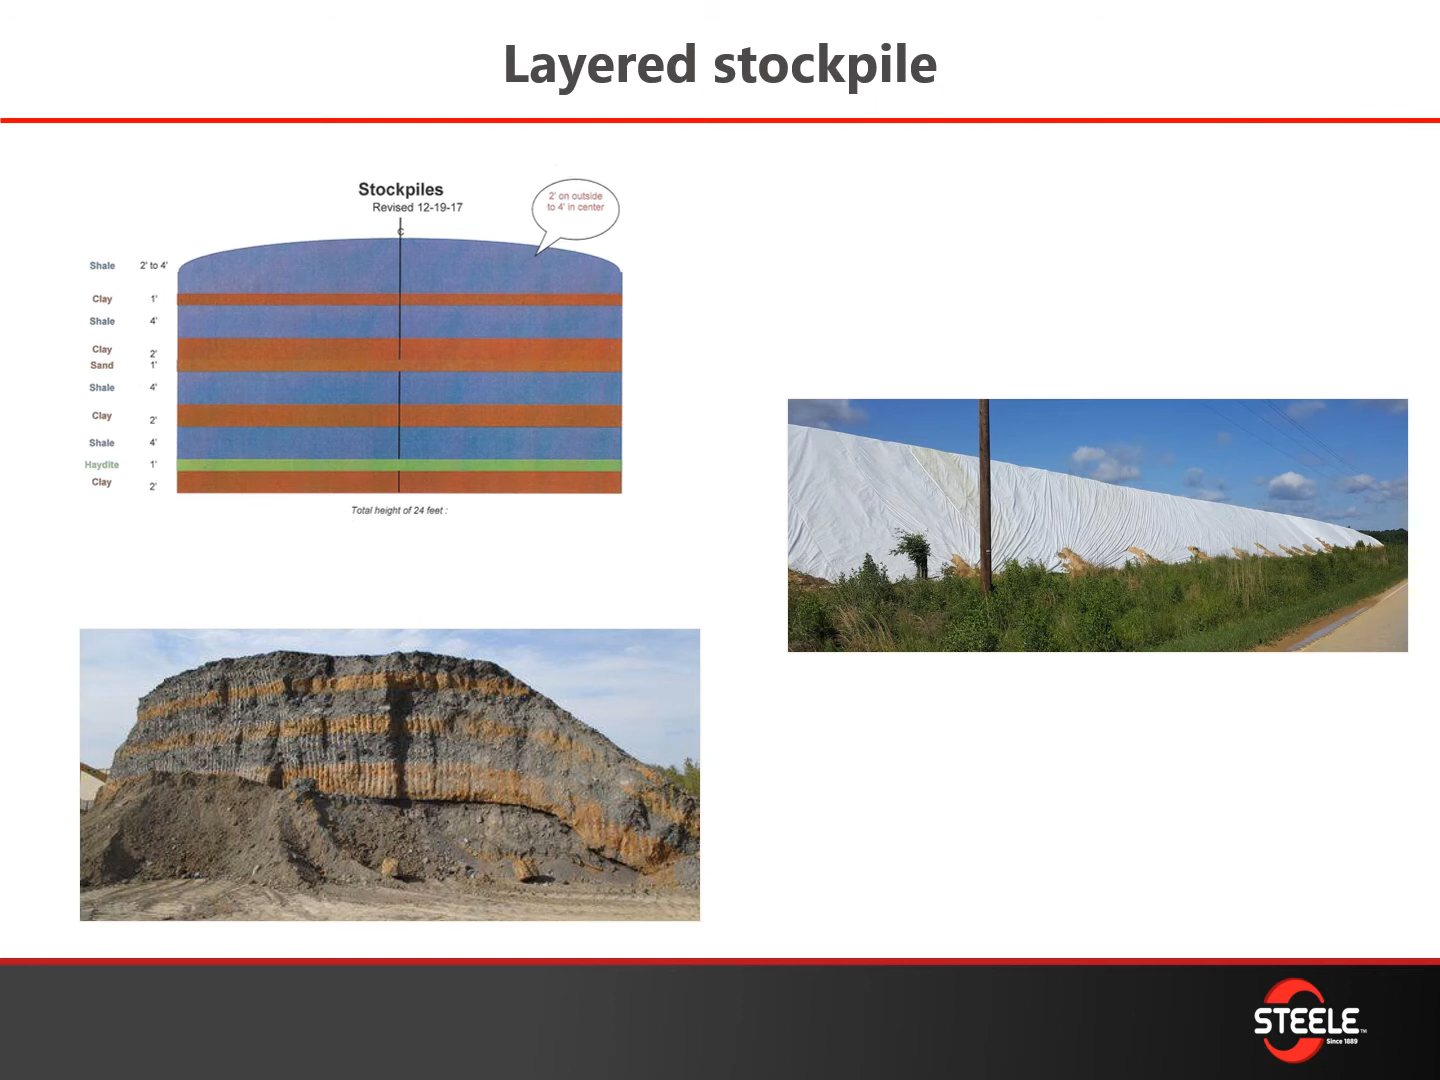 Layered stockpile
Stockpiles
Revised 12-19-17
C
2' on outside
to 4' in center
Shale 2' to 4'
Clay 1'
Shale 4'
Clay 2'
Sand 1'
Shale 4'
Clay 2'
Shale 4'
Haydite 1'
Clay 2'
Total height of 24 feet :
STEELE™
Since 1889